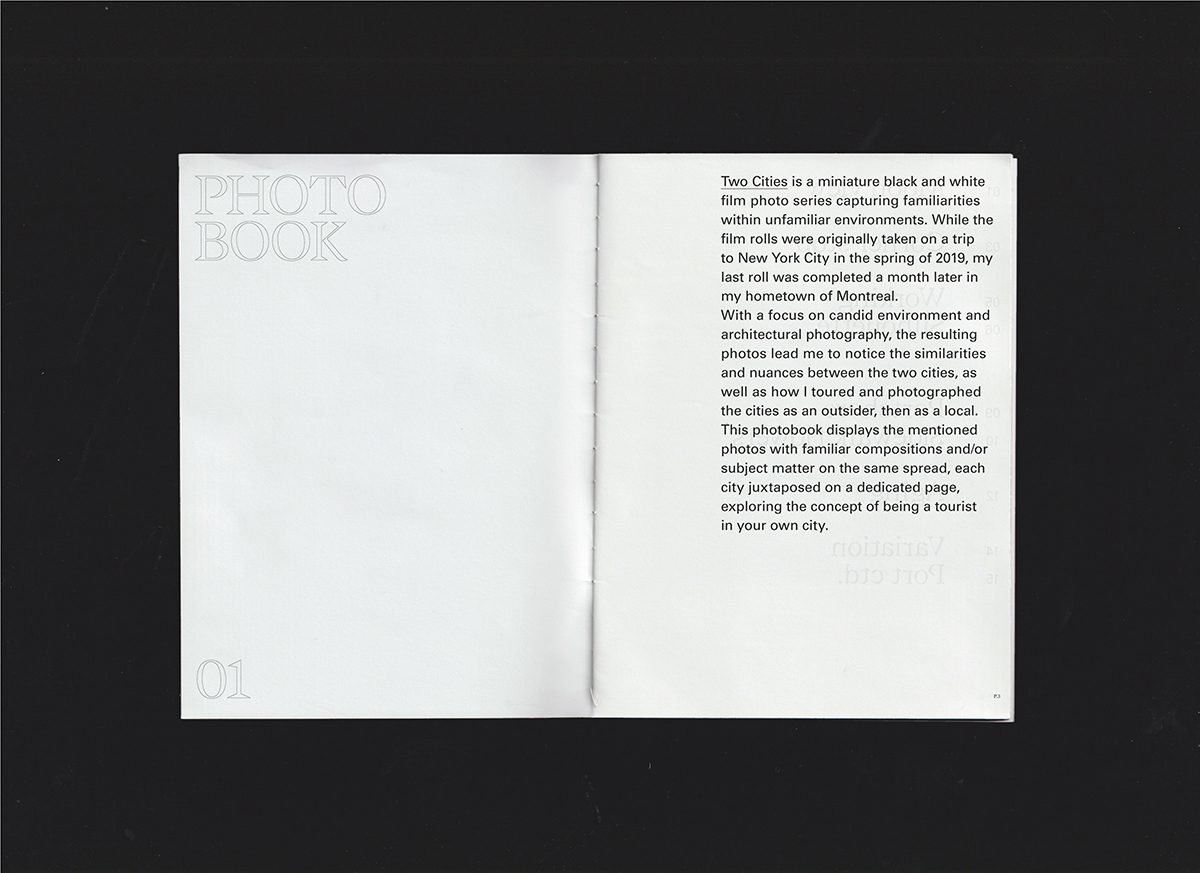 PHOTO
BOOK
01
Two Cities is a miniature black and white
film photo series capturing familiarities
within unfamiliar environments. While the
film rolls were originally taken on a trip
to New York City in the spring of 2019, my
last roll was completed a month later in
my hometown of Montreal.
With a focus on candid environment and
architectural photography, the resulting
photos lead me to notice the similarities
and nuances between the two cities, as
well as how I toured and photographed
the cities as an outsider, then as a local.
This photobook displays the mentioned
photos with familiar compositions and/or
subject matter on the same spread, each
city juxtaposed on a dedicated page,
exploring the concept of being a tourist
in your own city.
Variation
14
Port ctd.
15
P.3